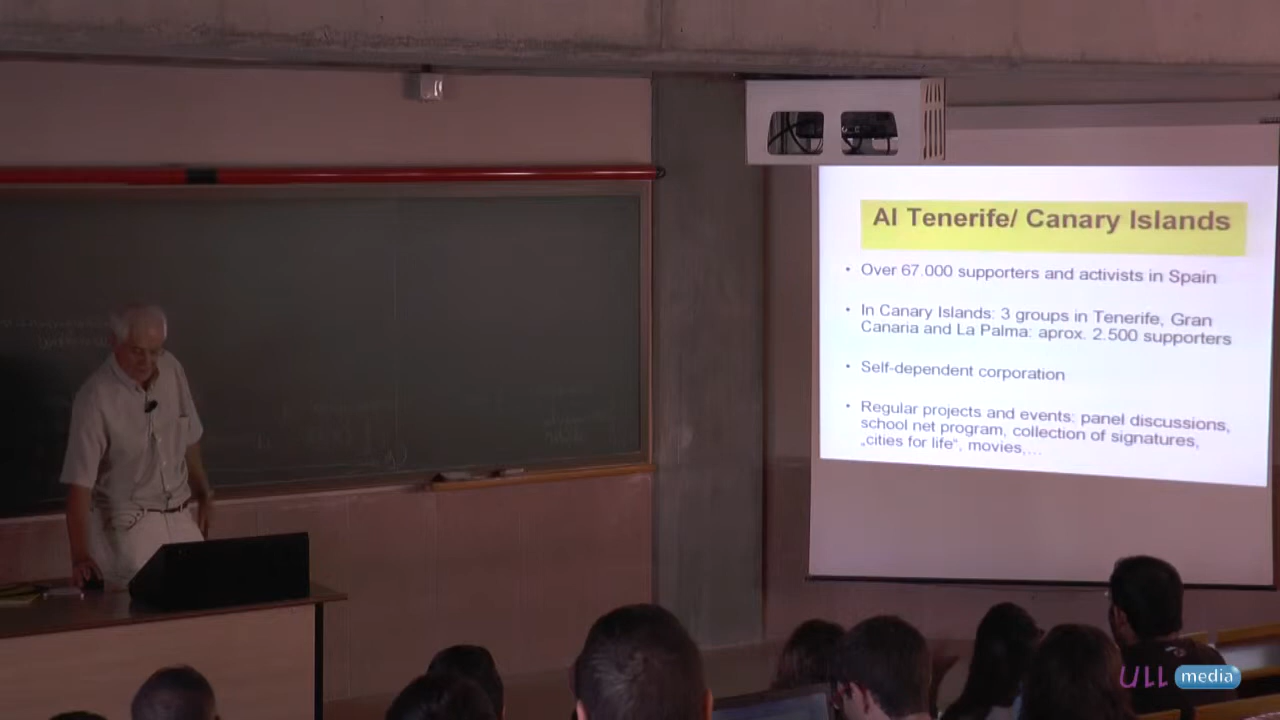 AI Tenerife/ Canary Islands
• Over 67.000 supporters and activists in Spain
• In Canary Islands: 3 groups in Tenerife, Gran
Canaria and La Palma: aprox. 2.500 supporters
• Self-dependent corporation
• Regular projects and events: panel discussions,
school net program, collection of signatures,
„cities for life“, movies,...
ULL media